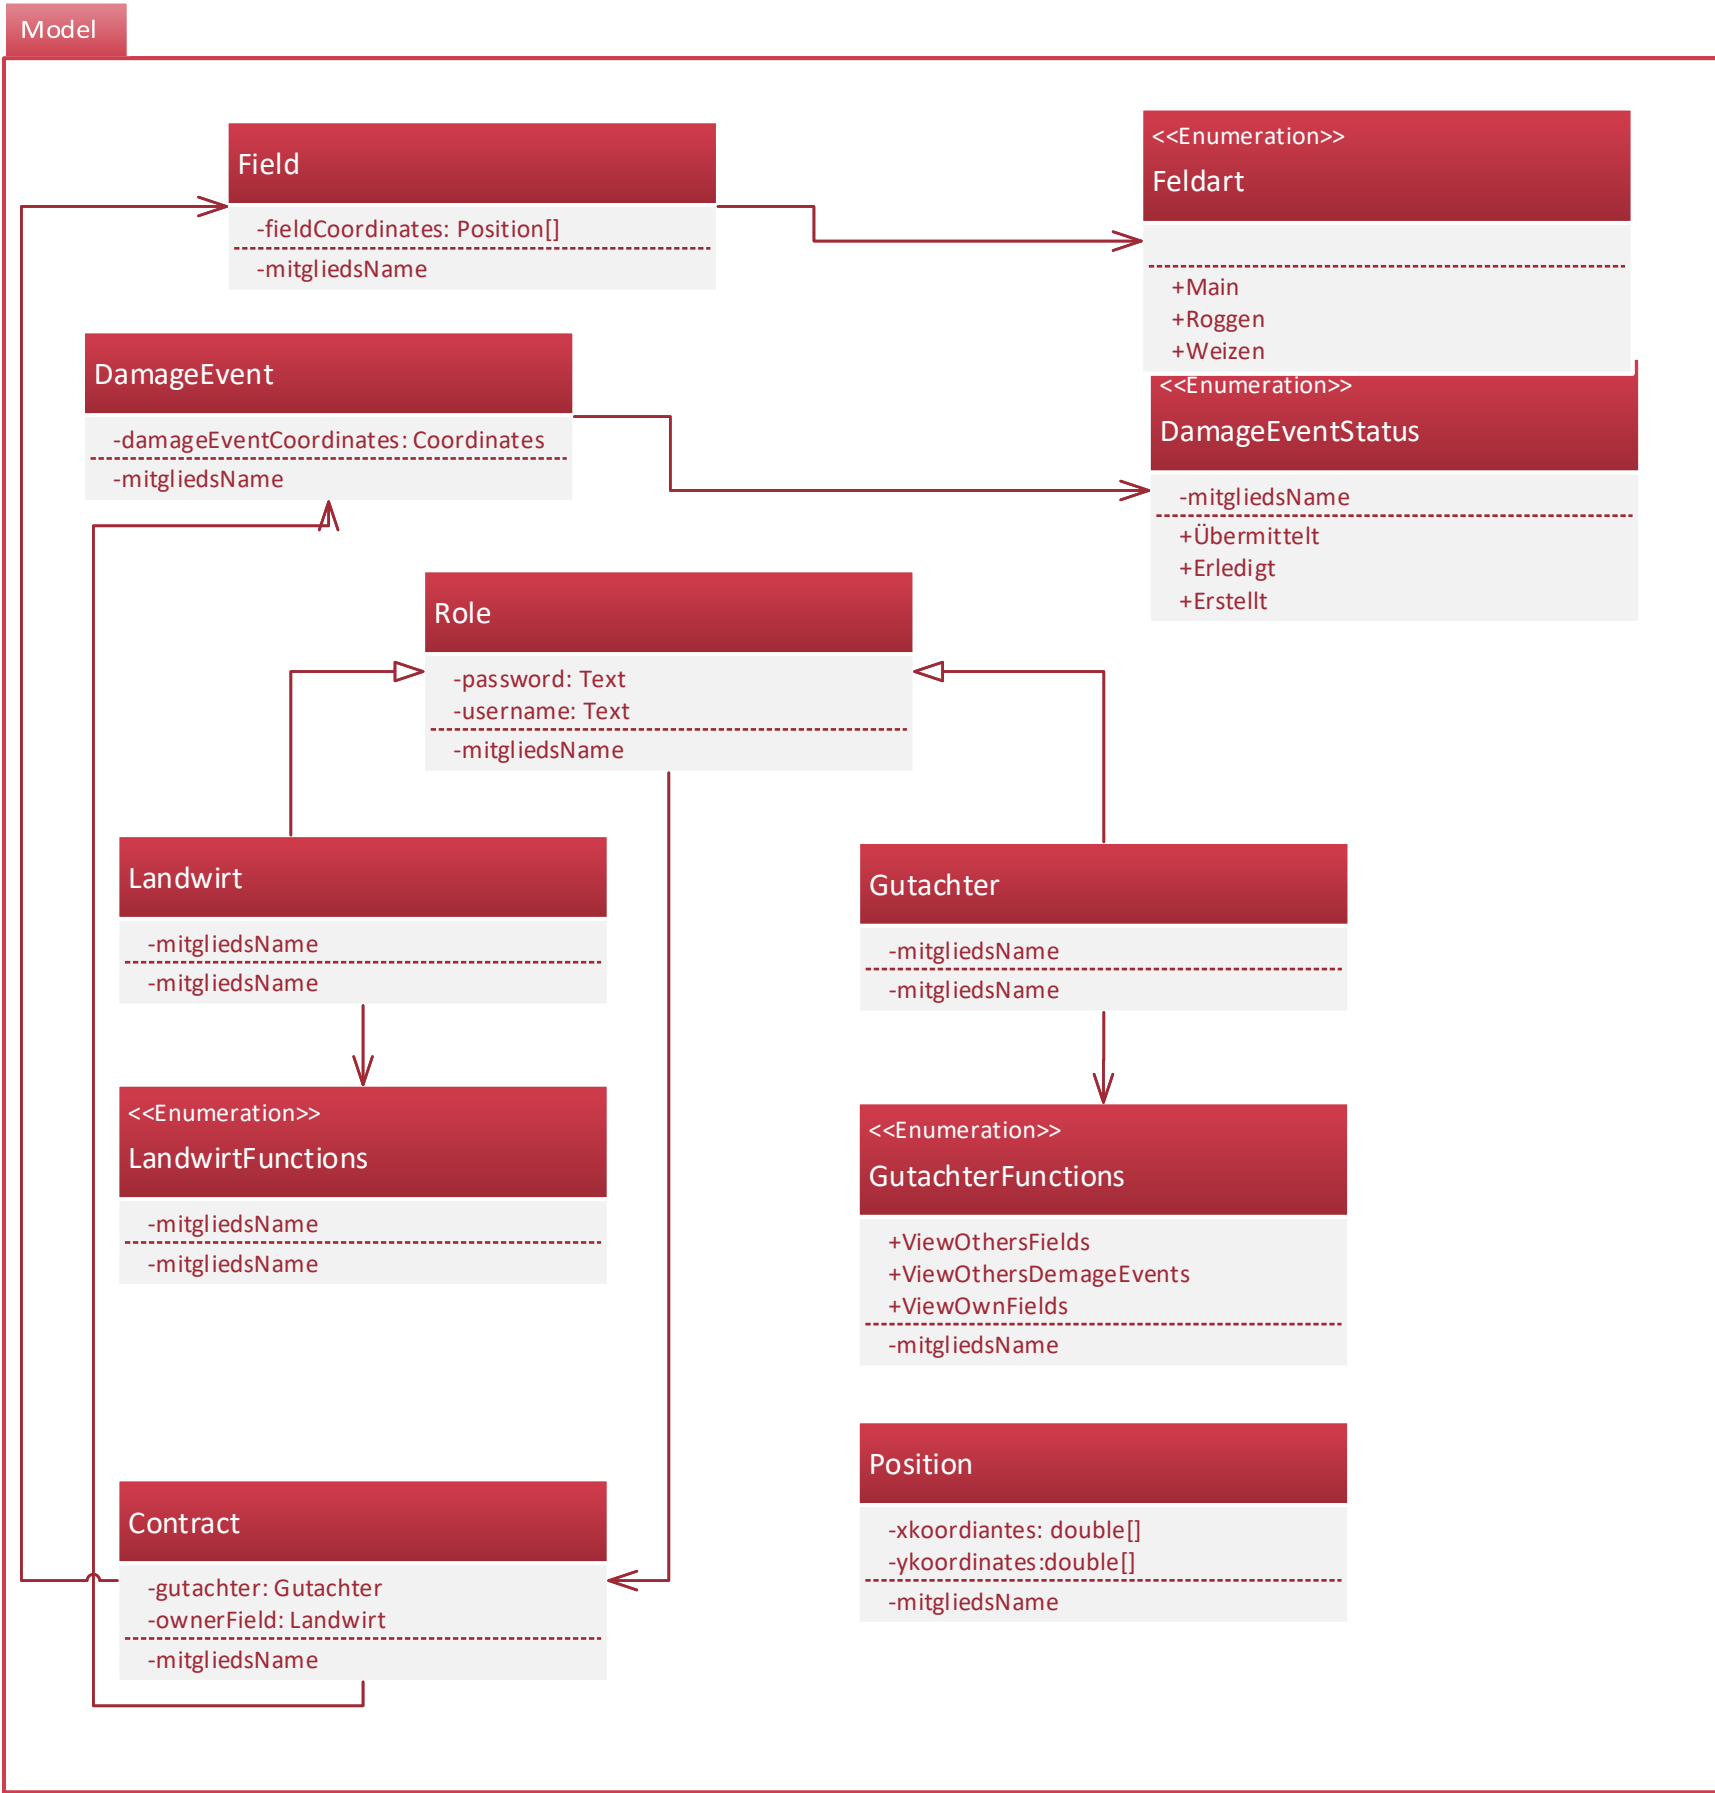 Model
Field
-fieldCoordinates: Position[]
-mitgliedsName
<<Enumeration>>
Feldart
+Main
+Roggen
+Weizen
DamageEvent
-damageEventCoordinates: Coordinates
-mitgliedsName
<<Enumeration>>
DamageEventStatus
-mitgliedsName
+Übermittelt
+Erledigt
+Erstellt
Role
-password: Text
-username: Text
-mitgliedsName
Landwirt
-mitgliedsName
-mitgliedsName
Gutachter
-mitgliedsName
-mitgliedsName
<<Enumeration>>
LandwirtFunctions
-mitgliedsName
-mitgliedsName
<<Enumeration>>
GutachterFunctions
+ViewOthersFields
+ViewOthersDemageEvents
+ViewOwnFields
-mitgliedsName
Contract
-gutachter: Gutachter
-ownerField: Landwirt
-mitgliedsName
Position
-xkoordiantes: double[]
-ykoordinates:double[]
-mitgliedsName